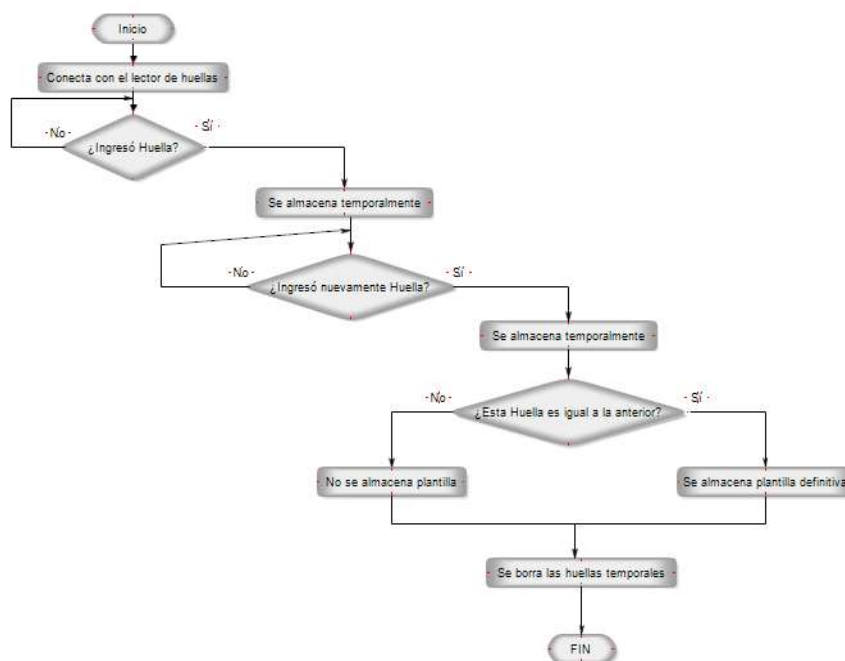 Inicio
Conecta con el lector de huellas
No
Sí
¿Ingresó Huella?
Se almacena temporalmente
No
Sí
¿Ingresó nuevamente Huella?
Se almacena temporalmente
No
Sí
¿Esta Huella es igual a la anterior?
No se almacena plantilla
Se almacena plantilla definitiva
Se borra las huellas temporales
FIN